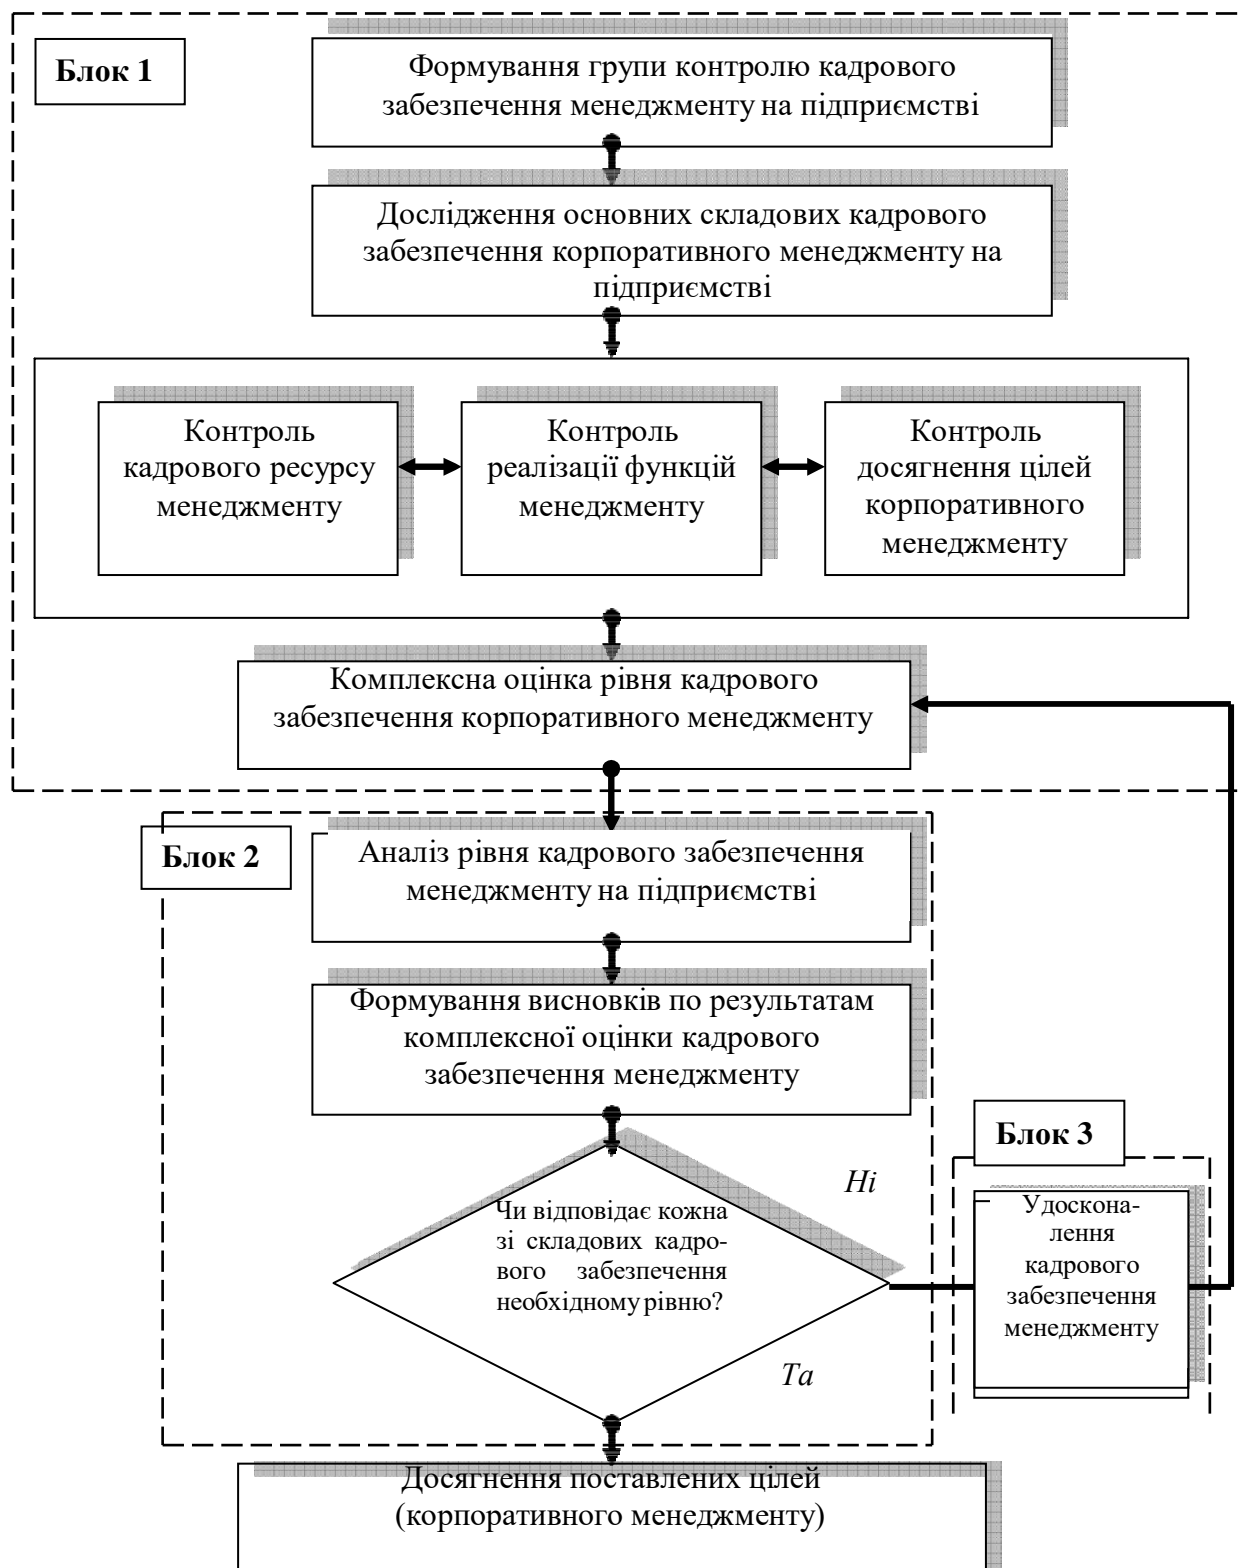 Блок 1
Формування групи контролю кадрового
забезпечення менеджменту на підприємстві
Дослідження основних складових кадрового
забезпечення корпоративного менеджменту на
підприємстві
Контроль
кадрового ресурсу
менеджменту
Контроль
реалізації функцій
менеджменту
Контроль
досягнення цілей
корпоративного
менеджменту
Комплексна оцінка рівня кадрового
забезпечення корпоративного менеджменту
Блок 2
Аналіз рівня кадрового забезпечення
менеджменту на підприємстві
Формування висновків по результатам
комплексної оцінки кадрового
забезпечення менеджменту
Блок 3
Ні
Чи відповідає кожна
зі складових кадро-
вого забезпечення
необхідному рівню?
Удоскона-
лення
кадрового
забезпечення
менеджменту
Та
Досягнення поставлених цілей
(корпоративного менеджменту)